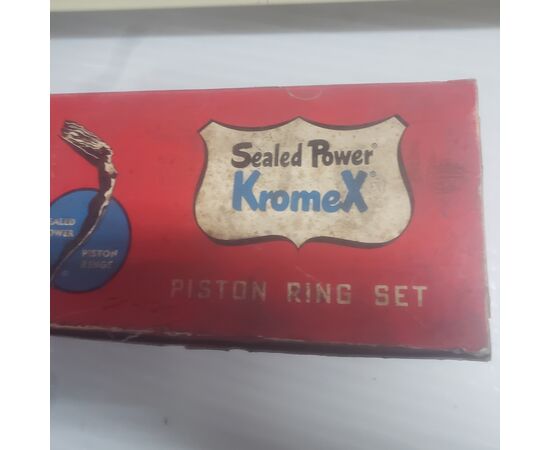 SEALED
POWER
PISTON
RINGS
Sealed Power®
KromeX®
PISTON RING SET